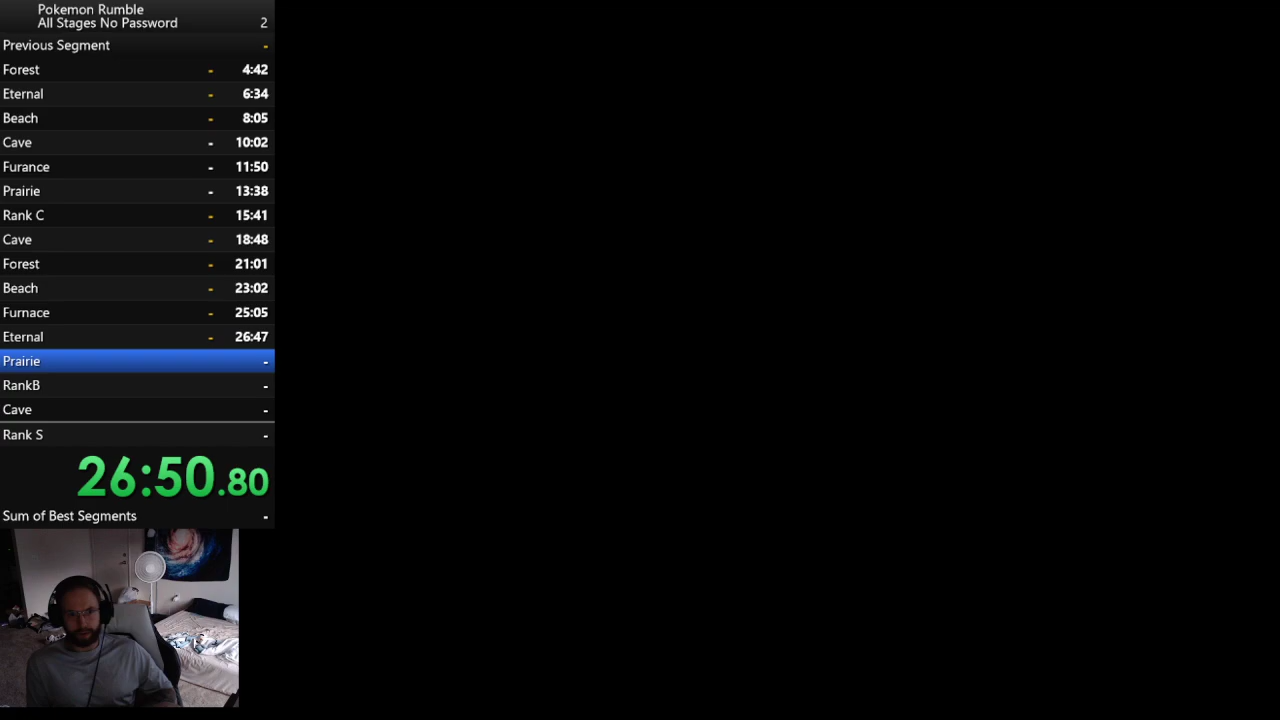 Pokemon Rumble
All Stages No Password 2
Previous Segment -
Forest - 4:42
Eternal - 6:34
Beach - 8:05
Cave - 10:02
Furance - 11:50
Prairie - 13:38
Rank C - 15:41
Cave - 18:48
Forest - 21:01
Beach - 23:02
Furnace - 25:05
Eternal - 26:47
Prairie -
RankB -
Cave -
Rank S -
26:50.80
Sum of Best Segments -